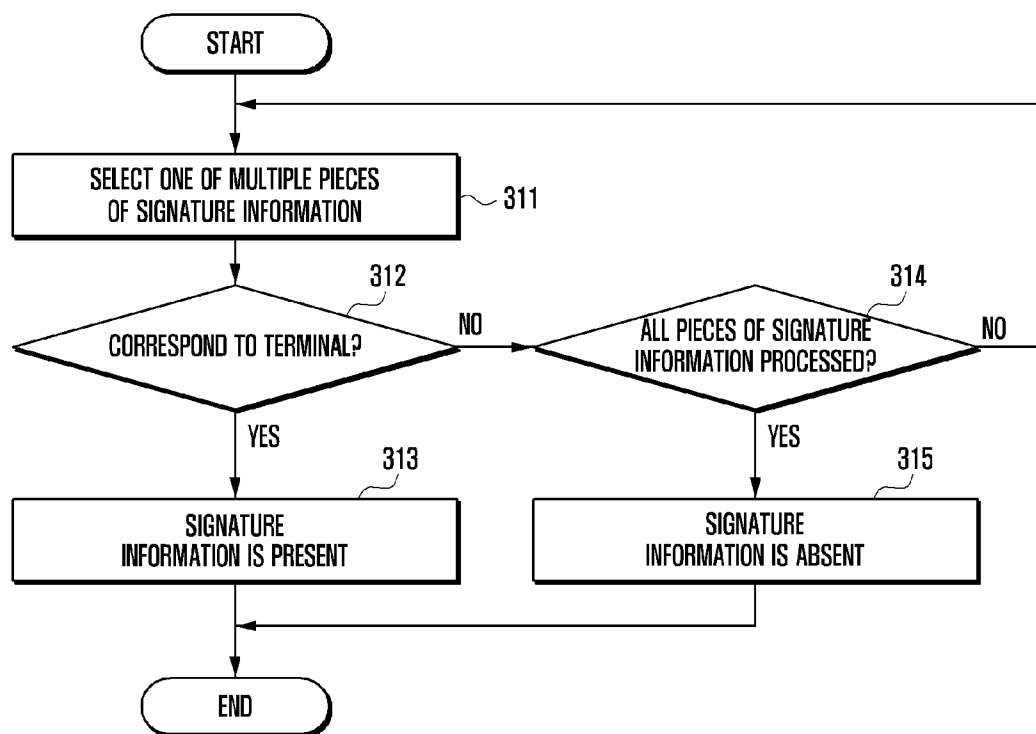 START
SELECT ONE OF MULTIPLE PIECES
OF SIGNATURE INFORMATION
311
312
CORRESPOND TO TERMINAL?
NO
314
ALL PIECES OF SIGNATURE
INFORMATION PROCESSED?
NO
YES
YES
313
SIGNATURE
INFORMATION IS PRESENT
315
SIGNATURE
INFORMATION IS ABSENT
END